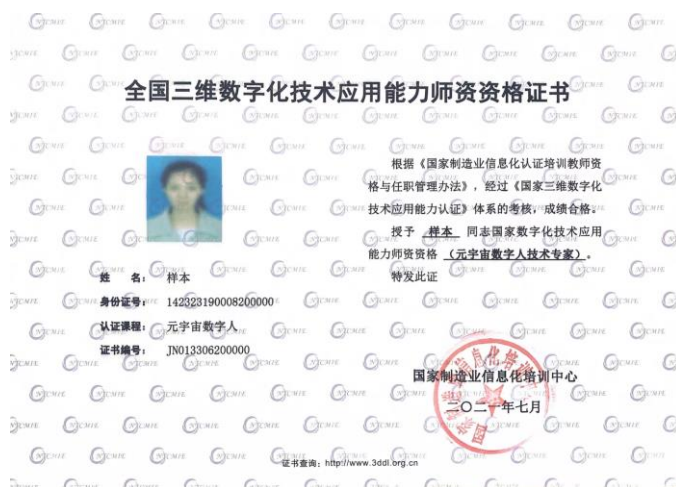 全国三维数字化技术应用能力师资资格证书
根据《国家制造业信息化认证培训教师资
格与任职管理办法》，经过《国家三维数字化
技术应用能力认证》体系的考核，成绩合格。
授予 样本 同志国家数字化技术应用
能力师资资格 （元宇宙数字人技术专家）。
特发此证
姓 名： 样本
身份证号： 142323190008200000
认证课程： 元宇宙数字人
证书编号： JN013306200000
国家制造业信息化培训中心
二〇二一年七月
证书查询：http://www.3ddl.org.cn